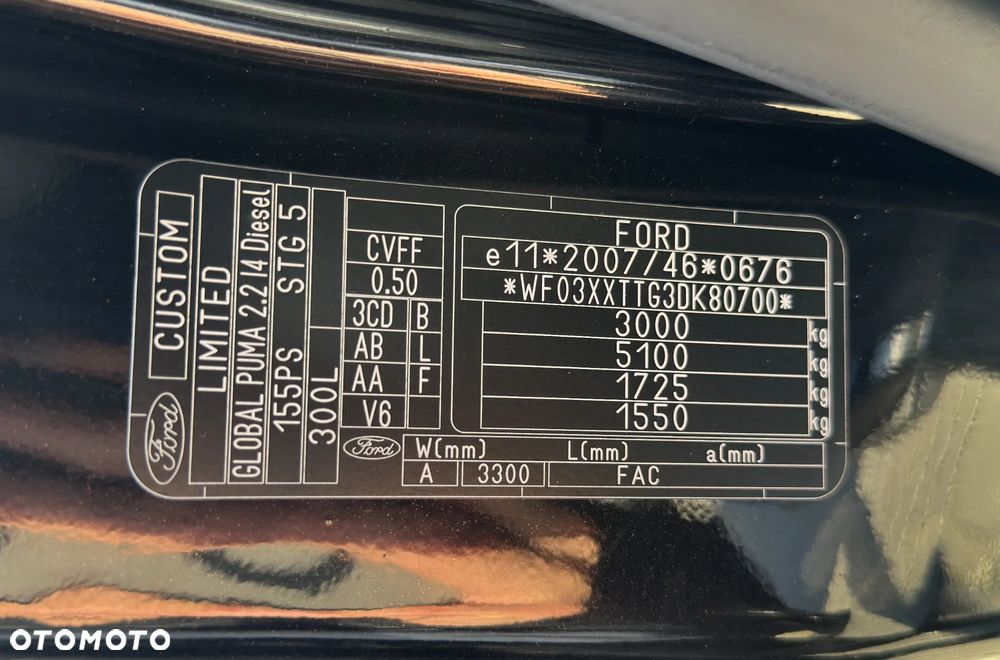 Ford
CUSTOM
LIMITED
GLOBAL PUMA 2.2 I4 Diesel
155PS STG 5
300L
CVFF
0.50
3CD B
AB L
AA F
V6
FORD
e11*2007/46*0676
*WF03XXTTG3DK80700*
3000 kg
5100 kg
1725 kg
1550 kg
Ford
W(mm) L(mm) a(mm)
A 3300 FAC
OTOMOTO